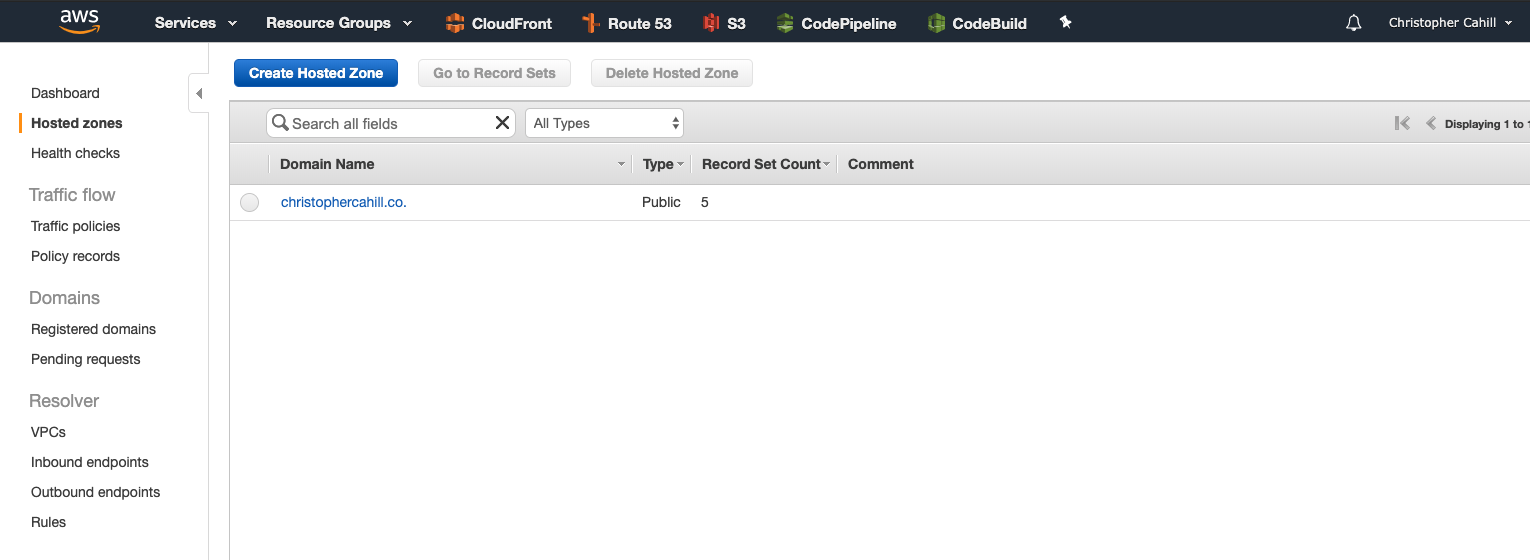 aws Services Resource Groups CloudFront Route 53 S3 CodePipeline CodeBuild Christopher Cahill
Dashboard
Hosted zones
Health checks
Traffic flow
Traffic policies
Policy records
Domains
Registered domains
Pending requests
Resolver
VPCs
Inbound endpoints
Outbound endpoints
Rules
Create Hosted Zone Go to Record Sets Delete Hosted Zone
Search all fields All Types Displaying 1 to 1
Domain Name Type Record Set Count Comment
christophercahill.co. Public 5